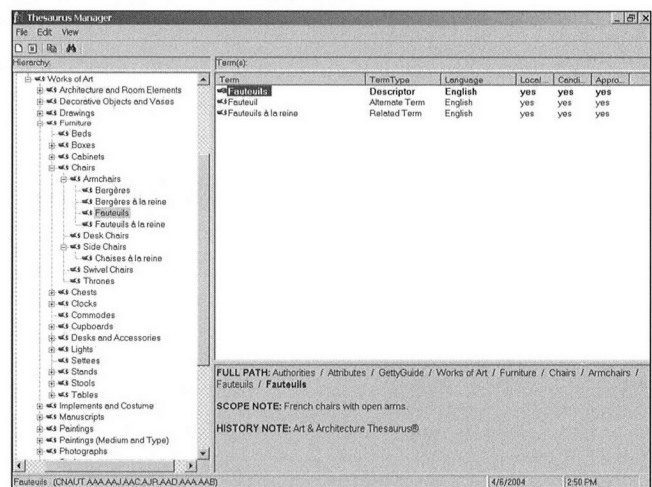 Thesaurus Manager
File Edit View
Hierarchy:
Works of Art
Architecture and Room Elements
Decorative Objects and Vases
Drawings
Furniture
Beds
Boxes
Cabinets
Chairs
Armchairs
Bergères
Bergères à la reine
Fauteuils
Fauteuils à la reine
Desk Chairs
Side Chairs
Chaises à la reine
Swivel Chairs
Thrones
Chests
Clocks
Commodes
Cupboards
Desks and Accessories
Lights
Settees
Stands
Stools
Tables
Implements and Costume
Manuscripts
Paintings
Paintings (Medium and Type)
Photographs
Term(s):
Term TermType Language Local... Candi... Appro...
Fauteuils Descriptor English yes yes yes
Fauteuil Alternate Term English yes yes yes
Fauteuils à la reine Related Term English yes yes yes
FULL PATH: Authorities / Attributes / GettyGuide / Works of Art / Furniture / Chairs / Armchairs /
Fauteuils / Fauteuils
SCOPE NOTE: French chairs with open arms.
HISTORY NOTE: Art & Architecture Thesaurus®
Fauteuils (CNAUT.AAA.AAJ.AAC.AJR.AAD.AAA.AAB)
4/6/2004 2:50 PM